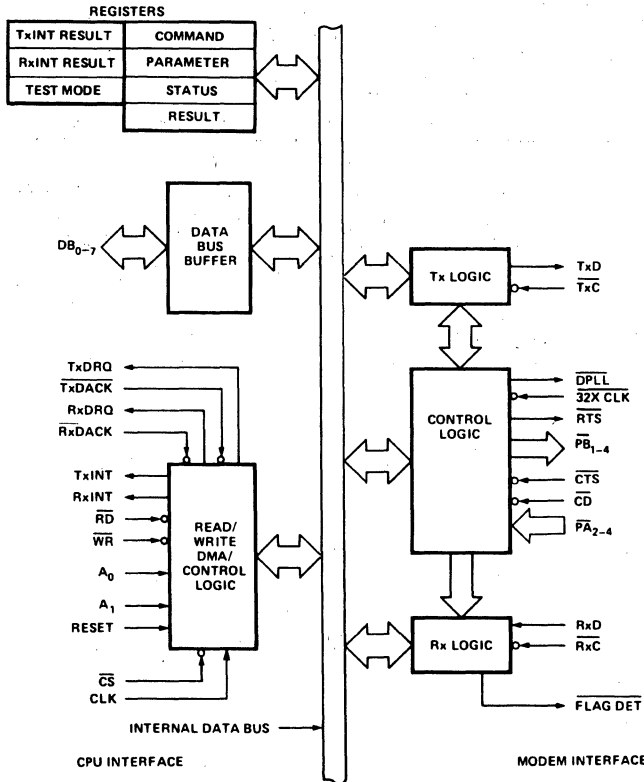 REGISTERS
TxINT RESULT COMMAND
RxINT RESULT PARAMETER
TEST MODE STATUS
RESULT
DB0–7
DATA
BUS
BUFFER
TxDRQ
TxDACK
RxDRQ
RxDACK
TxINT
RxINT
RD
WR
A0
A1
RESET
CS
CLK
READ/
WRITE
DMA/
CONTROL
LOGIC
INTERNAL DATA BUS
CPU INTERFACE
Tx LOGIC
TxD
TxC
CONTROL
LOGIC
DPLL
32X CLK
RTS
PB1–4
CTS
CD
PA2–4
Rx LOGIC
RxD
RxC
FLAG DET
MODEM INTERFACE